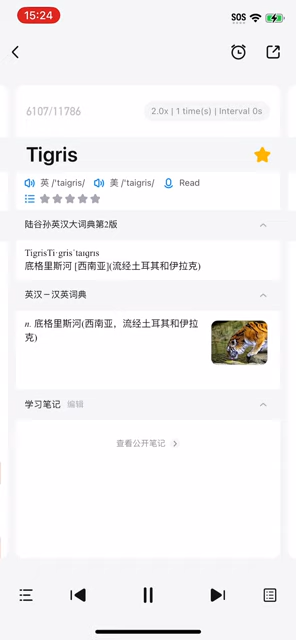 15:24
SOS
6107/11786
2.0x | 1 time(s) | Interval 0s
Tigris
英 /'taigris/ 美 /'taigris/ Read
陆谷孙英汉大词典第2版
TigrisTi·gris ˈtaɪɡrɪs
底格里斯河 [西南亚](流经土耳其和伊拉克)
英汉-汉英词典
n. 底格里斯河(西南亚，流经土耳其和伊拉
克)
学习笔记 编辑
查看公开笔记